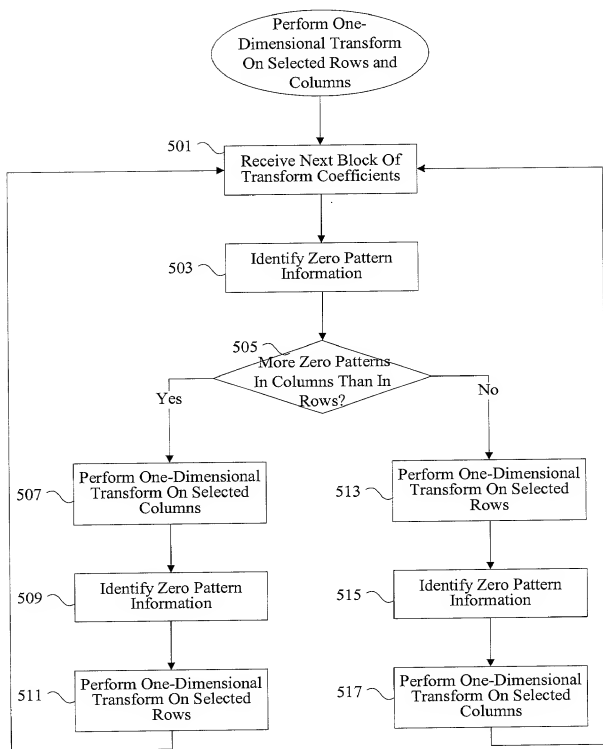 Perform One-
Dimensional Transform
On Selected Rows and
Columns
501
Receive Next Block Of
Transform Coefficients
503
Identify Zero Pattern
Information
505
More Zero Patterns
In Columns Than In
Rows?
Yes
No
507
Perform One-Dimensional
Transform On Selected
Columns
513
Perform One-Dimensional
Transform On Selected
Rows
509
Identify Zero Pattern
Information
515
Identify Zero Pattern
Information
511
Perform One-Dimensional
Transform On Selected
Rows
517
Perform One-Dimensional
Transform On Selected
Columns